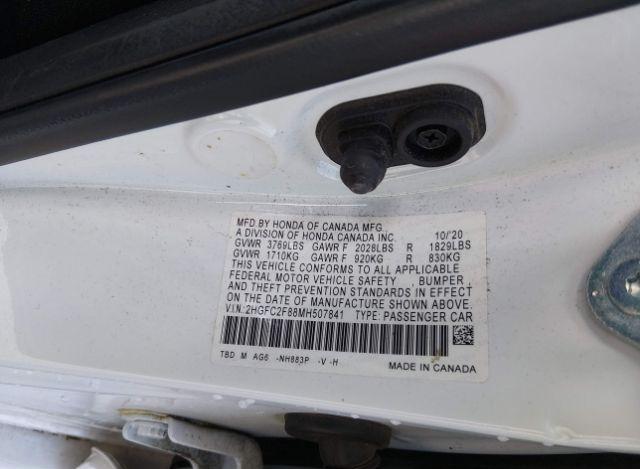 MFD BY HONDA OF CANADA MFG.
A DIVISION OF HONDA CANADA INC. 10/'20
GVWR 3769LBS GAWR F 2028LBS R 1829LBS
GVWR 1710KG GAWR F 920KG R 830KG
THIS VEHICLE CONFORMS TO ALL APPLICABLE
FEDERAL MOTOR VEHICLE SAFETY , BUMPER ,
AND THEFT PREVENTION STANDARDS IN EFFECT
ON THE DATE OF MANUFACTURE SHOWN ABOVE.
V.I.N.: 2HGFC2F88MH507841 TYPE: PASSENGER CAR
TBD M AG6 -NH883P -V -H
MADE IN CANADA